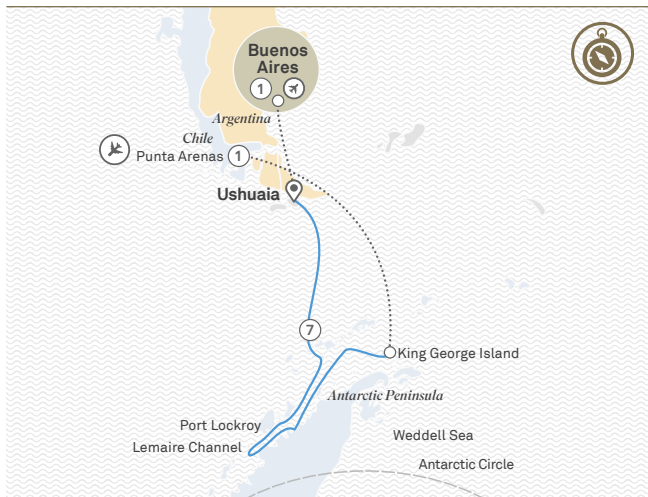 Buenos
Aires
1
Argentina
Chile
Punta Arenas 1
Ushuaia
7
King George Island
Antarctic Peninsula
Port Lockroy
Weddell Sea
Lemaire Channel
Antarctic Circle